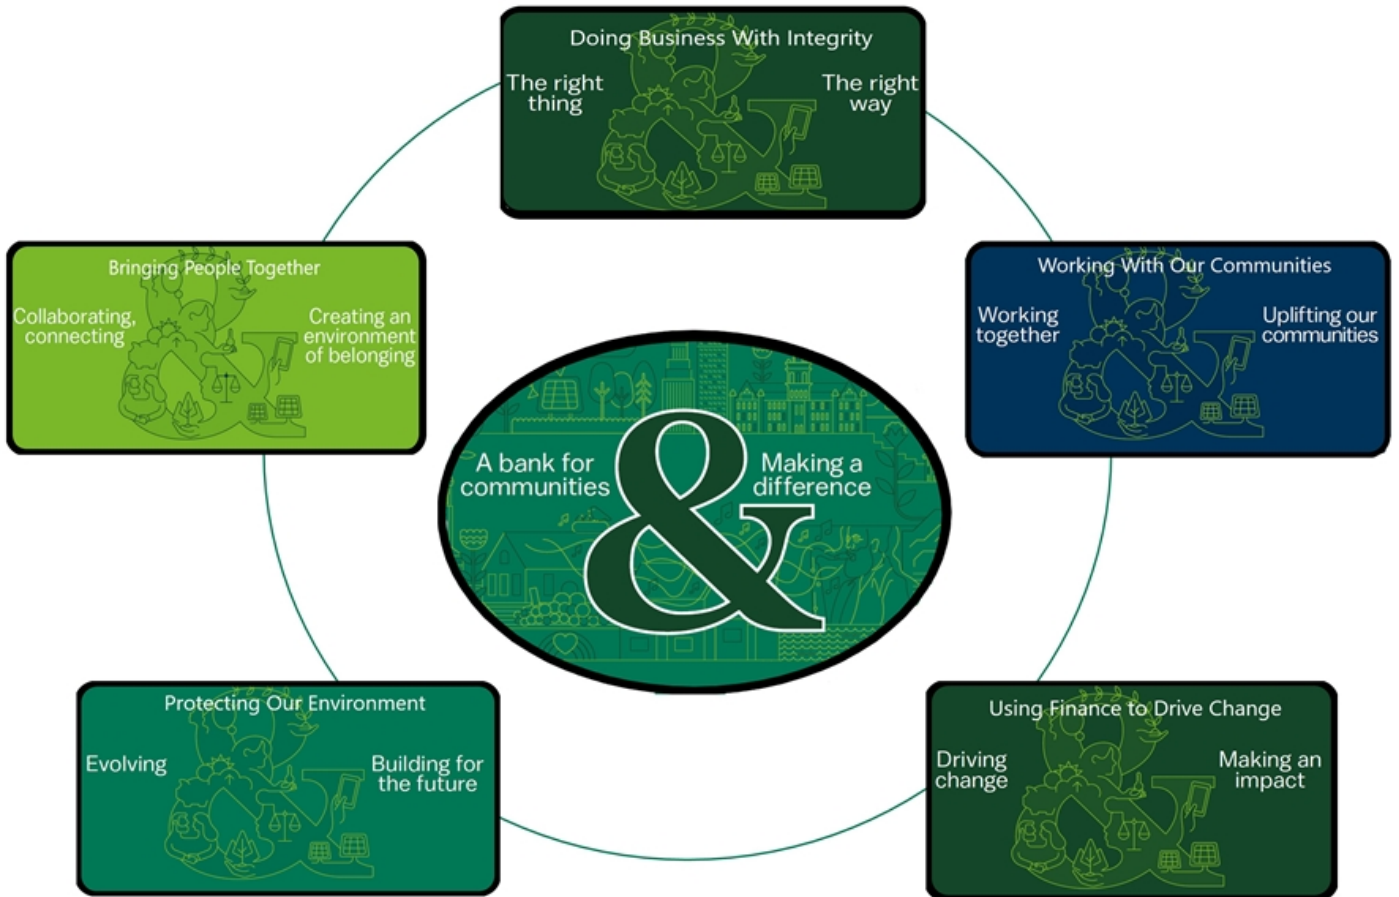 Doing Business With Integrity
The right
thing
The right
way
Bringing People Together
Collaborating,
connecting
Creating an
environment
of belonging
Working With Our Communities
Working
together
Uplifting our
communities
A bank for
communities
&
Making a
difference
Protecting Our Environment
Evolving
Building for
the future
Using Finance to Drive Change
Driving
change
Making an
impact